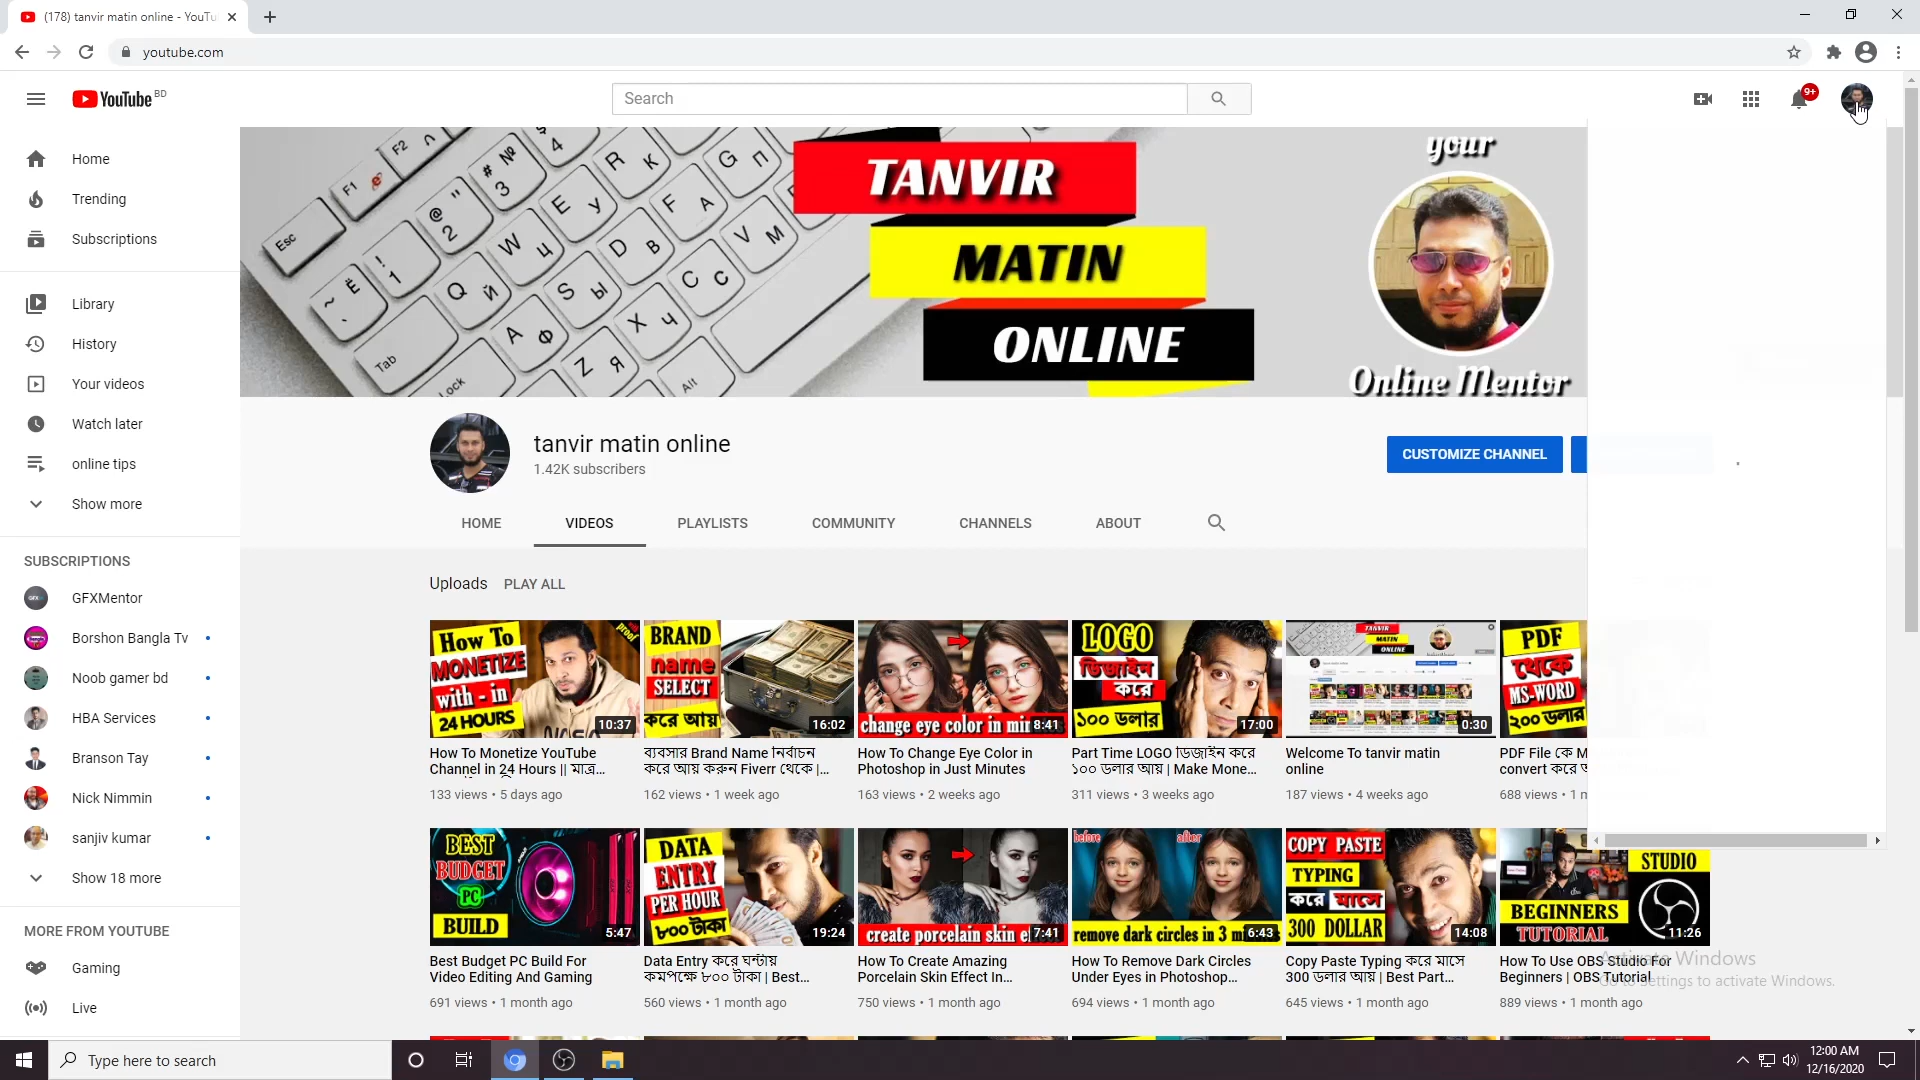 (178) tanvir matin online - YouTu
youtube.com
YouTube BD
Search
9+
Home
Trending
Subscriptions
Library
History
Your videos
Watch later
online tips
Show more
SUBSCRIPTIONS
GFXMentor
Borshon Bangla Tv
Noob gamer bd
HBA Services
Branson Tay
Nick Nimmin
sanjiv kumar
Show 18 more
MORE FROM YOUTUBE
Gaming
Live
TANVIR
MATIN
ONLINE
your
Online Mentor
tanvir matin online
1.42K subscribers
CUSTOMIZE CHANNEL
HOME VIDEOS PLAYLISTS COMMUNITY CHANNELS ABOUT
Uploads PLAY ALL
How To
MONETIZE
with - in
24 HOURS
proof
10:37
BRAND
name
SELECT
করে আয়
16:02
change eye color in min
8:41
LOGO
ডিজাইন
করে
১০০ ডলার
17:00
TANVIR
MATIN
ONLINE
0:30
PDF
থেকে
MS-WORD
২০০ ডলার
How To Monetize YouTube
Channel in 24 Hours || মাত্র...
133 views • 5 days ago
ব্যবসার Brand Name নির্বাচন
করে আয় করুন Fiverr থেকে |...
162 views • 1 week ago
How To Change Eye Color in
Photoshop in Just Minutes
163 views • 2 weeks ago
Part Time LOGO ডিজাইন করে
১০০ ডলার আয় | Make Mone...
311 views • 3 weeks ago
Welcome To tanvir matin
online
187 views • 4 weeks ago
PDF File কে M
convert করে
688 views • 1 m
BEST
BUDGET
PC
BUILD
5:47
DATA
ENTRY
PER HOUR
৮০০ টাকা
19:24
create porcelain skin e
7:41
before after
remove dark circles in 3 mi
6:43
COPY PASTE
TYPING
করে মাসে
300 DOLLAR
14:08
STUDIO
BEGINNERS
TUTORIAL
11:26
Best Budget PC Build For
Video Editing And Gaming
691 views • 1 month ago
Data Entry করে ঘন্টায়
কমপক্ষে ৮০০ টাকা | Best...
560 views • 1 month ago
How To Create Amazing
Porcelain Skin Effect In...
750 views • 1 month ago
How To Remove Dark Circles
Under Eyes in Photoshop...
694 views • 1 month ago
Copy Paste Typing করে মাসে
300 ডলার আয় | Best Part...
645 views • 1 month ago
How To Use OBS Studio For
Beginners | OBS Tutorial
889 views • 1 month ago
Activate Windows
Go to Settings to activate Windows.
Type here to search
12:00 AM
12/16/2020